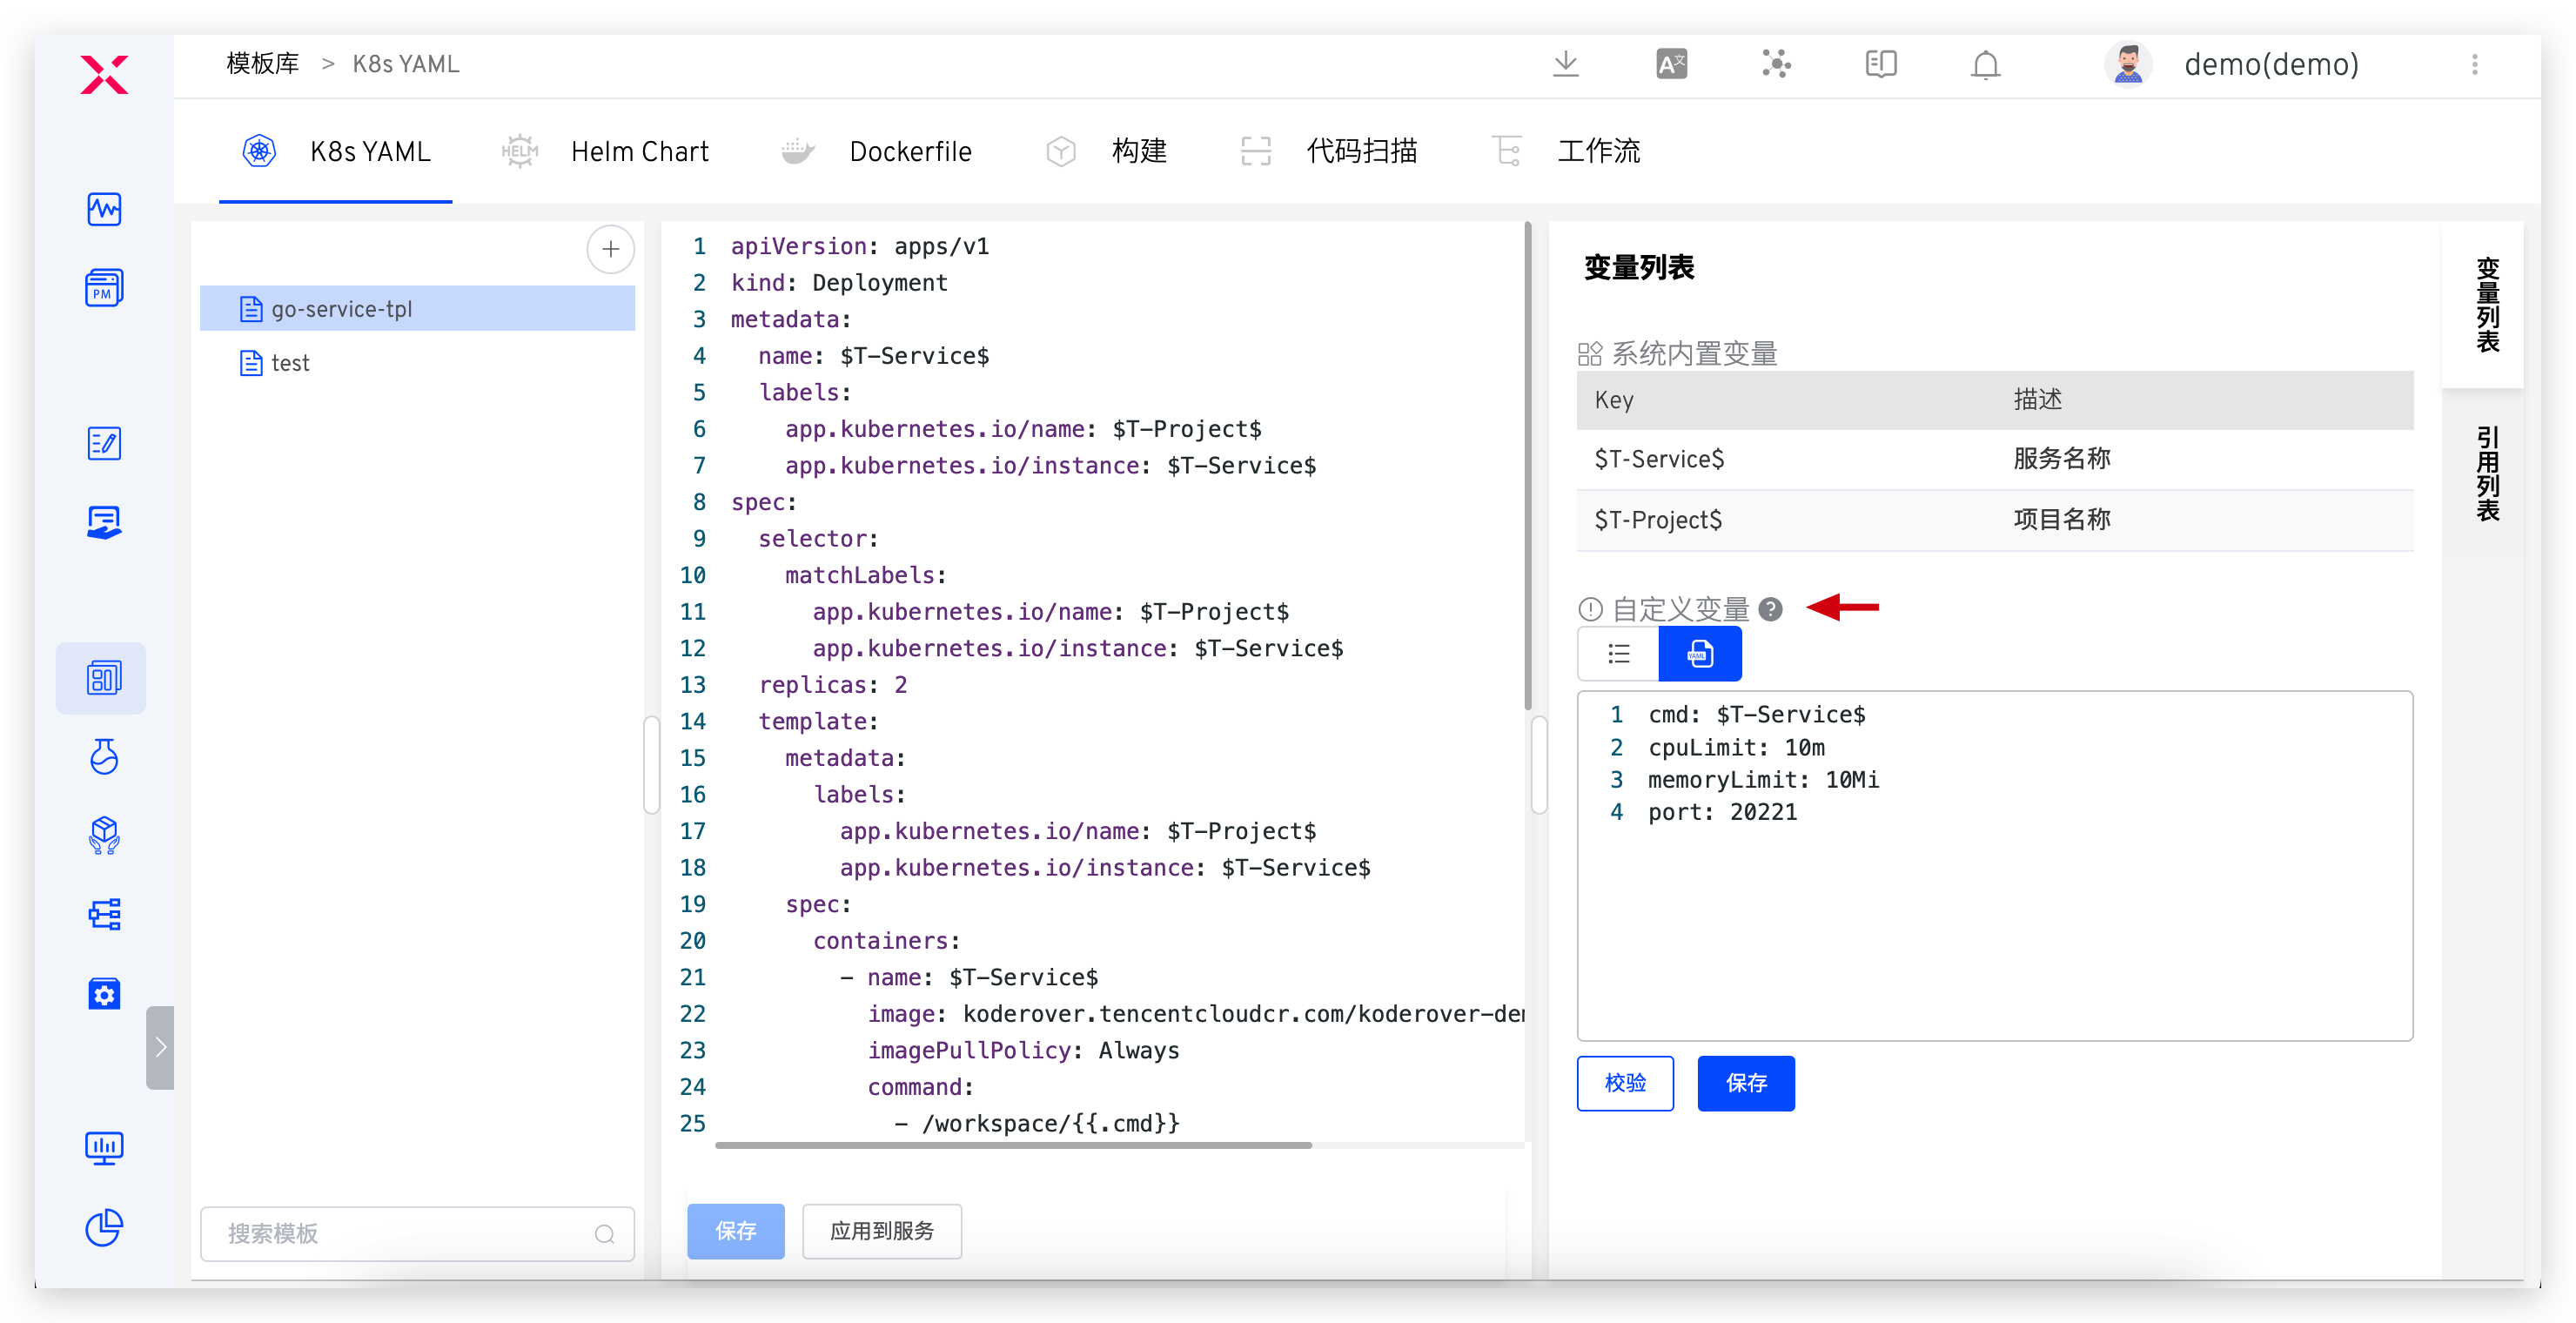 模板库 > K8s YAML
demo(demo)
K8s YAML
Helm Chart
Dockerfile
构建
代码扫描
工作流
PM
go-service-tpl
test
搜索模板
1 apiVersion: apps/v1
2 kind: Deployment
3 metadata:
4   name: $T-Service$
5   labels:
6     app.kubernetes.io/name: $T-Project$
7     app.kubernetes.io/instance: $T-Service$
8 spec:
9   selector:
10     matchLabels:
11       app.kubernetes.io/name: $T-Project$
12       app.kubernetes.io/instance: $T-Service$
13   replicas: 2
14   template:
15     metadata:
16       labels:
17         app.kubernetes.io/name: $T-Project$
18         app.kubernetes.io/instance: $T-Service$
19     spec:
20       containers:
21         - name: $T-Service$
22           image: koderover.tencentcloudcr.com/koderover-dem
23           imagePullPolicy: Always
24           command:
25             - /workspace/{{.cmd}}
保存
应用到服务
变量列表
系统内置变量
Key 描述
$T-Service$ 服务名称
$T-Project$ 项目名称
自定义变量
YAML
1 cmd: $T-Service$
2 cpuLimit: 10m
3 memoryLimit: 10Mi
4 port: 20221
校验
保存
变量列表
引用列表